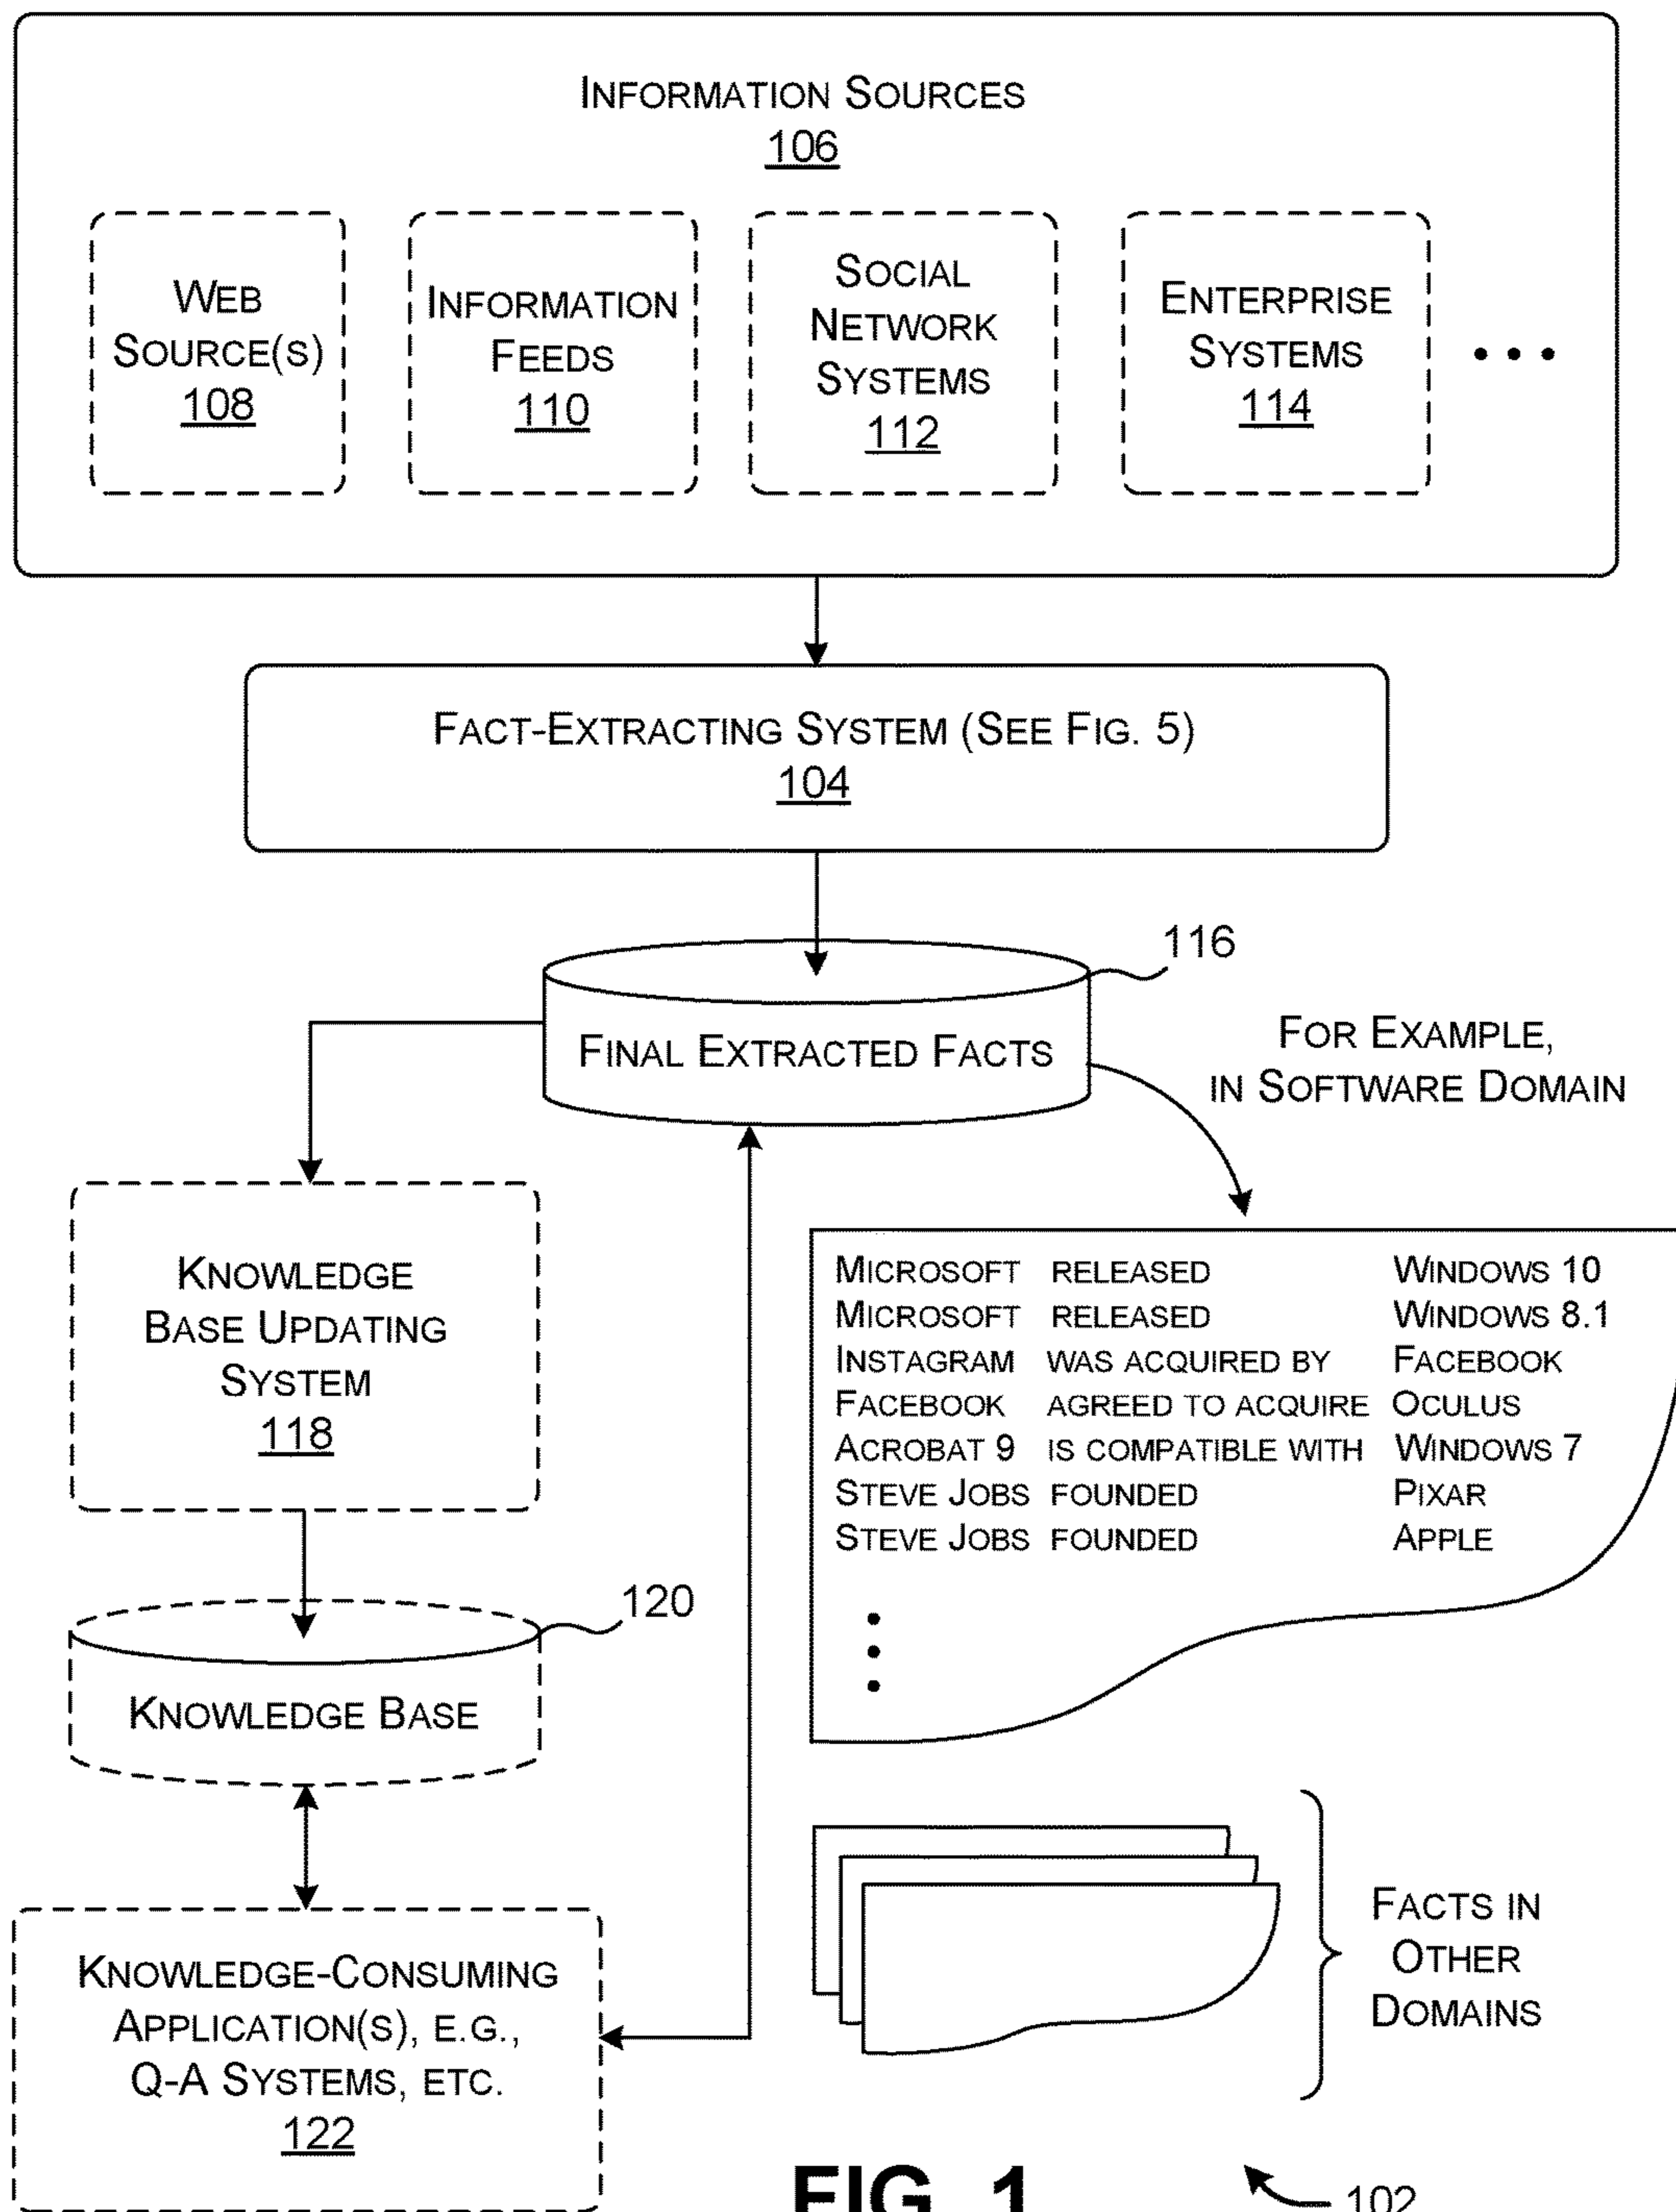 INFORMATION SOURCES
106
WEB
SOURCE(S)
108
INFORMATION
FEEDS
110
SOCIAL
NETWORK
SYSTEMS
112
ENTERPRISE
SYSTEMS
114
• • •
FACT-EXTRACTING SYSTEM (SEE FIG. 5)
104
116
FINAL EXTRACTED FACTS
FOR EXAMPLE,
IN SOFTWARE DOMAIN
KNOWLEDGE
BASE UPDATING
SYSTEM
118
MICROSOFT RELEASED WINDOWS 10
MICROSOFT RELEASED WINDOWS 8.1
INSTAGRAM WAS ACQUIRED BY FACEBOOK
FACEBOOK AGREED TO ACQUIRE OCULUS
ACROBAT 9 IS COMPATIBLE WITH WINDOWS 7
STEVE JOBS FOUNDED PIXAR
STEVE JOBS FOUNDED APPLE
120
KNOWLEDGE BASE
KNOWLEDGE-CONSUMING
APPLICATION(S), E.G.,
Q-A SYSTEMS, ETC.
122
FACTS IN
OTHER
DOMAINS
FIG. 1
102